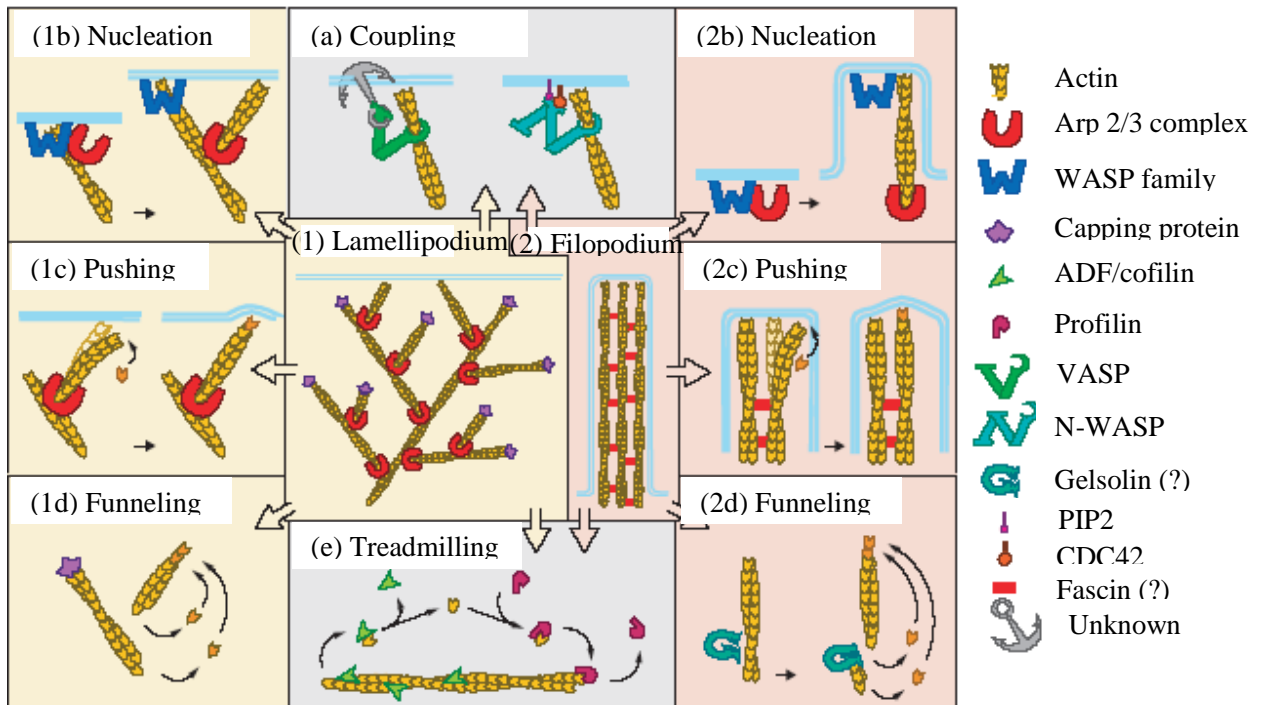 (1b) Nucleation
(a) Coupling
(2b) Nucleation
(1) Lamellipodium
(2) Filopodium
(1c) Pushing
(2c) Pushing
(1d) Funneling
(e) Treadmilling
(2d) Funneling
Actin
Arp 2/3 complex
WASP family
Capping protein
ADF/cofilin
Profilin
VASP
N-WASP
Gelsolin (?)
PIP2
CDC42
Fascin (?)
Unknown